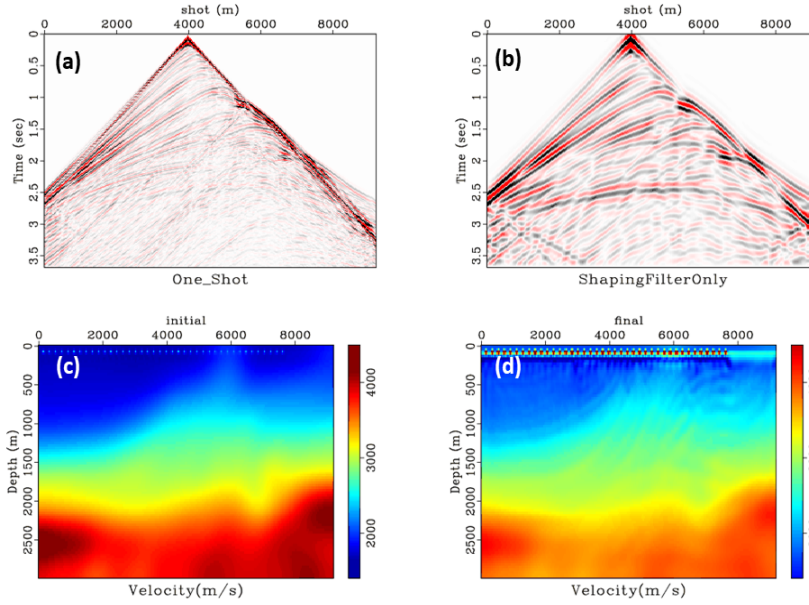 shot (m)
0 2000 4000 6000 8000
(a)
Time (sec)
0 0.5 1 1.5 2 2.5 3 3.5
One_Shot
shot (m)
0 2000 4000 6000 8000
(b)
Time (sec)
0 0.5 1 1.5 2 2.5 3 3.5
ShapingFilterOnly
initial
0 2000 4000 6000 8000
(c)
Depth (m)
0 500 1000 1500 2000 2500
4000 3000 2000
Velocity(m/s)
final
0 2000 4000 6000 8000
(d)
Depth (m)
0 500 1000 1500 2000 2500
Velocity(m/s)